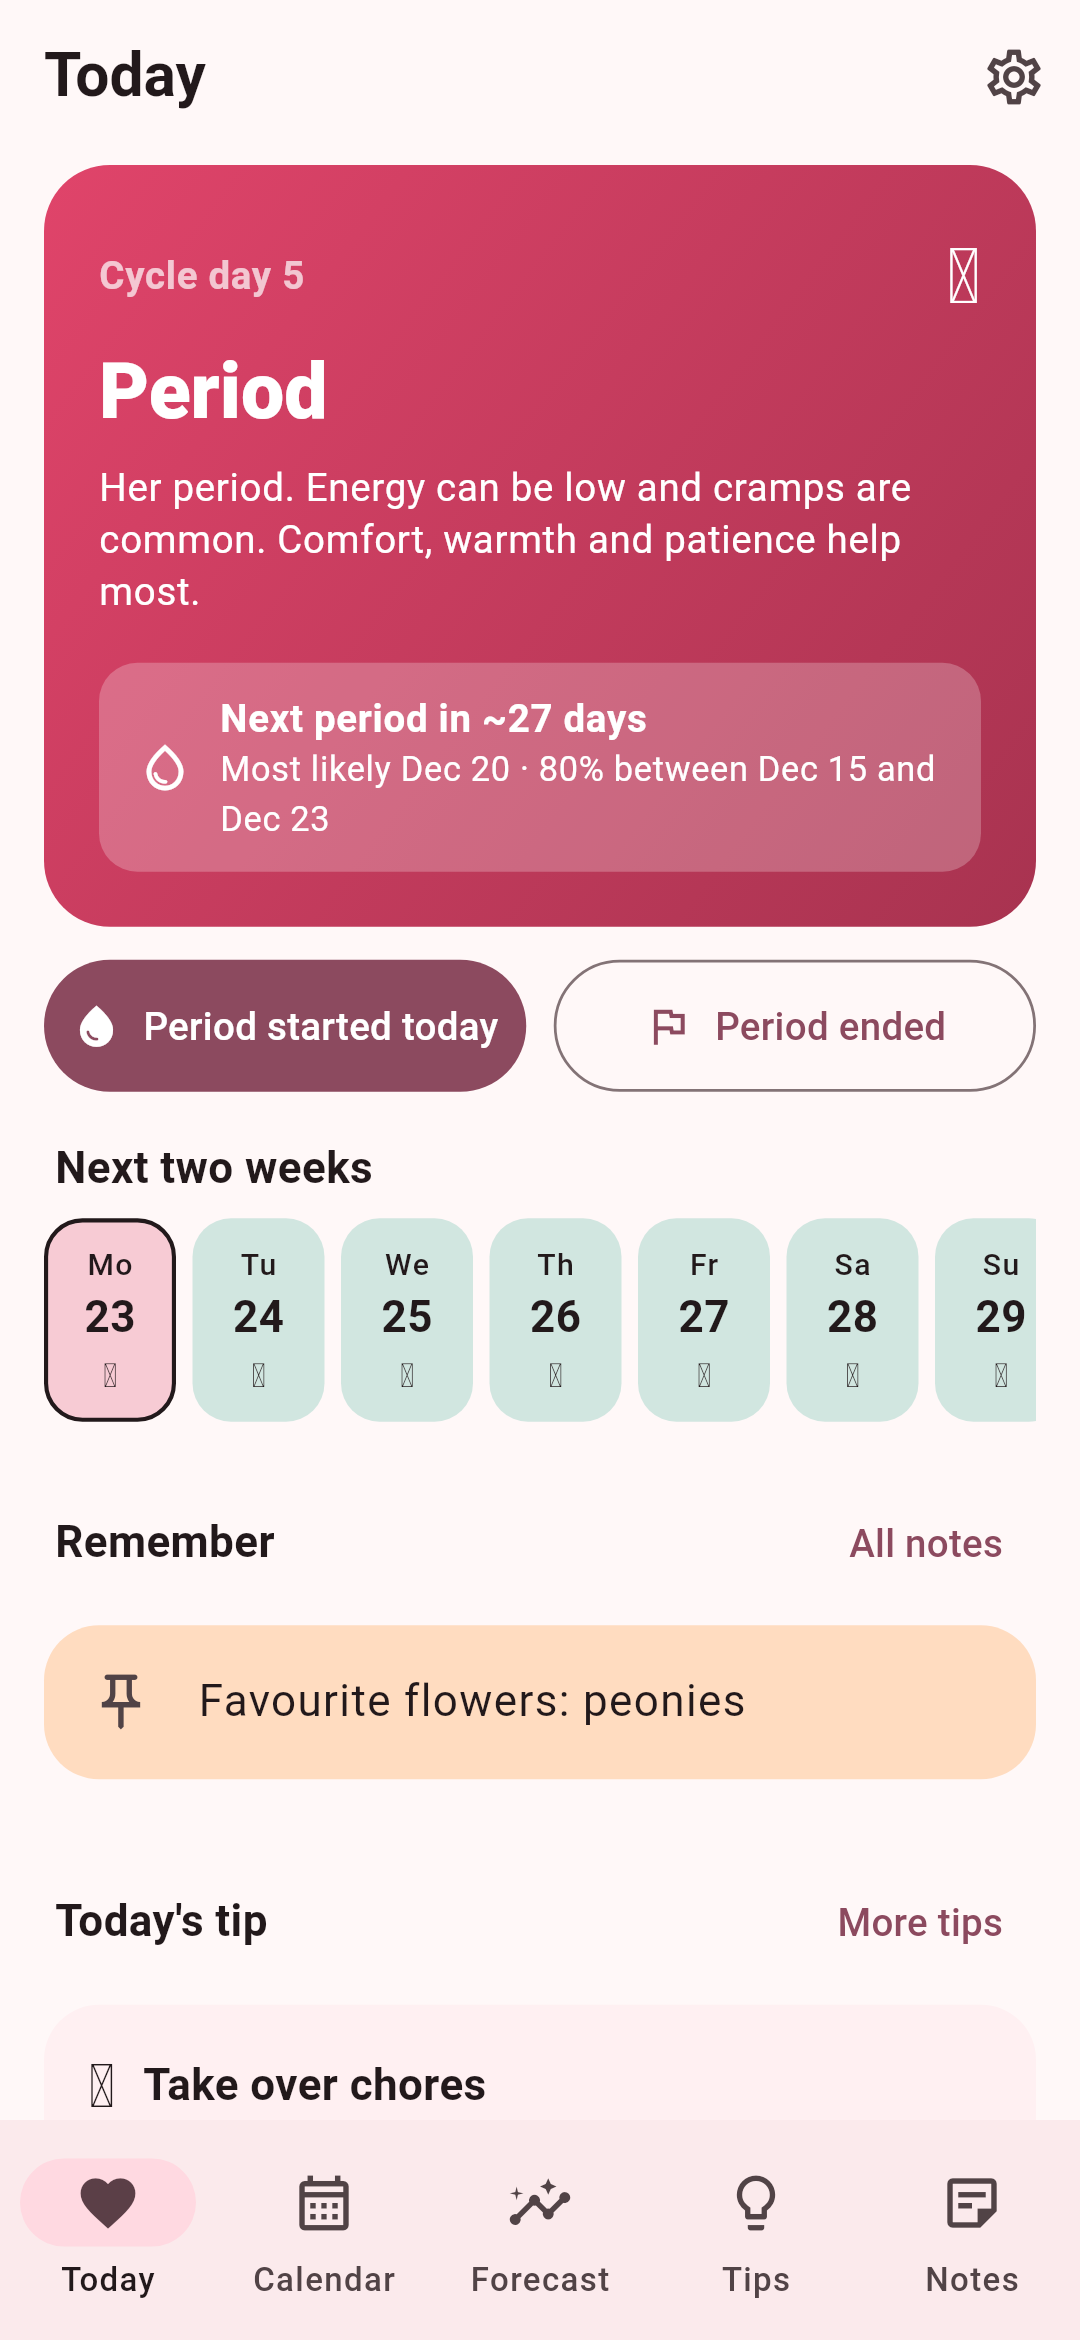 Today
Cycle day 5
Period
Her period. Energy can be low and cramps are
common. Comfort, warmth and patience help
most.
Next period in ~27 days
Most likely Dec 20 · 80% between Dec 15 and
Dec 23
Period started today
Period ended
Next two weeks
Mo Tu We Th Fr Sa Su
23 24 25 26 27 28 29
Remember
All notes
Favourite flowers: peonies
Today's tip
More tips
Take over chores
Today Calendar Forecast Tips Notes